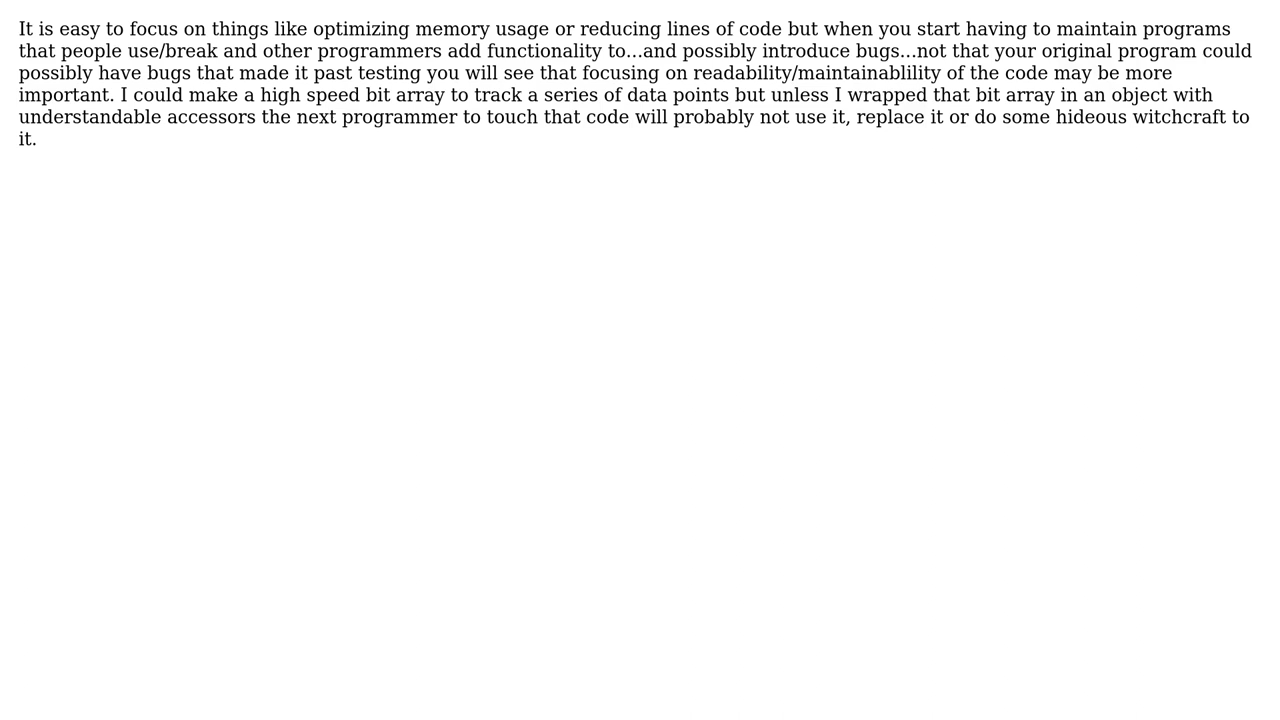 It is easy to focus on things like optimizing memory usage or reducing lines of code but when you start having to maintain programs
that people use/break and other programmers add functionality to...and possibly introduce bugs...not that your original program could
possibly have bugs that made it past testing you will see that focusing on readability/maintainablility of the code may be more
important. I could make a high speed bit array to track a series of data points but unless I wrapped that bit array in an object with
understandable accessors the next programmer to touch that code will probably not use it, replace it or do some hideous witchcraft to
it.